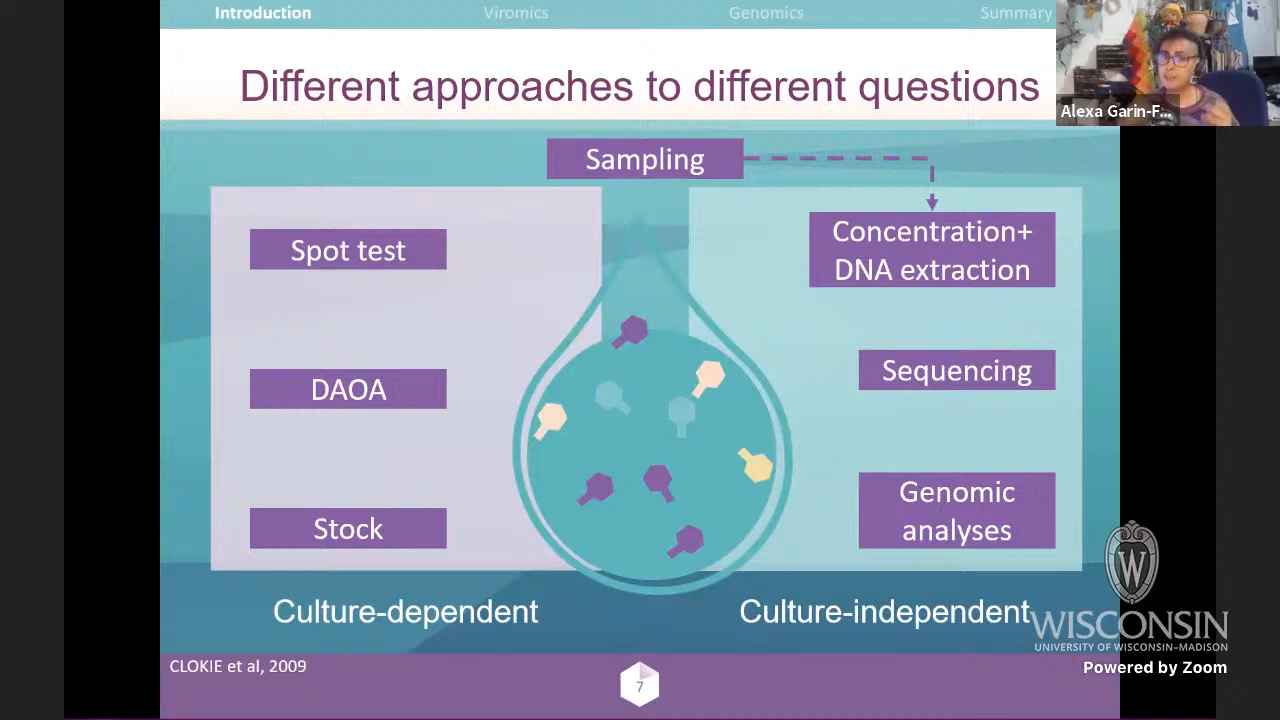 Introduction
Viromics
Genomics
Summary
Different approaches to different questions
Alexa Garin-F...
Sampling
Spot test
DAOA
Stock
Concentration+
DNA extraction
Sequencing
Genomic
analyses
Culture-dependent
Culture-independent
CLOKIE et al, 2009
7
W
WISCONSIN
UNIVERSITY OF WISCONSIN–MADISON
Powered by Zoom